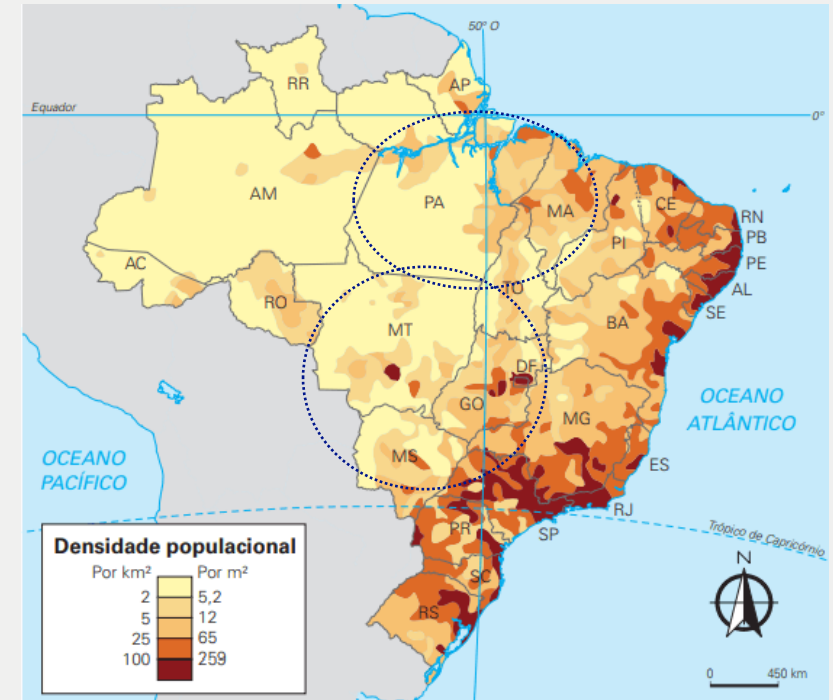 50° O
RR
AP
Equador
0°
AM
PA
MA
CE
RN
PB
PI
PE
AC
TO
AL
RO
SE
MT
BA
DF
GO
OCEANO
ATLÂNTICO
MG
MS
OCEANO
PACÍFICO
ES
RJ
PR
SP
Trópico de Capricórnio
SC
RS
N
Densidade populacional
Por km² Por m²
2 5,2
5 12
25 65
100 259
0 450 km